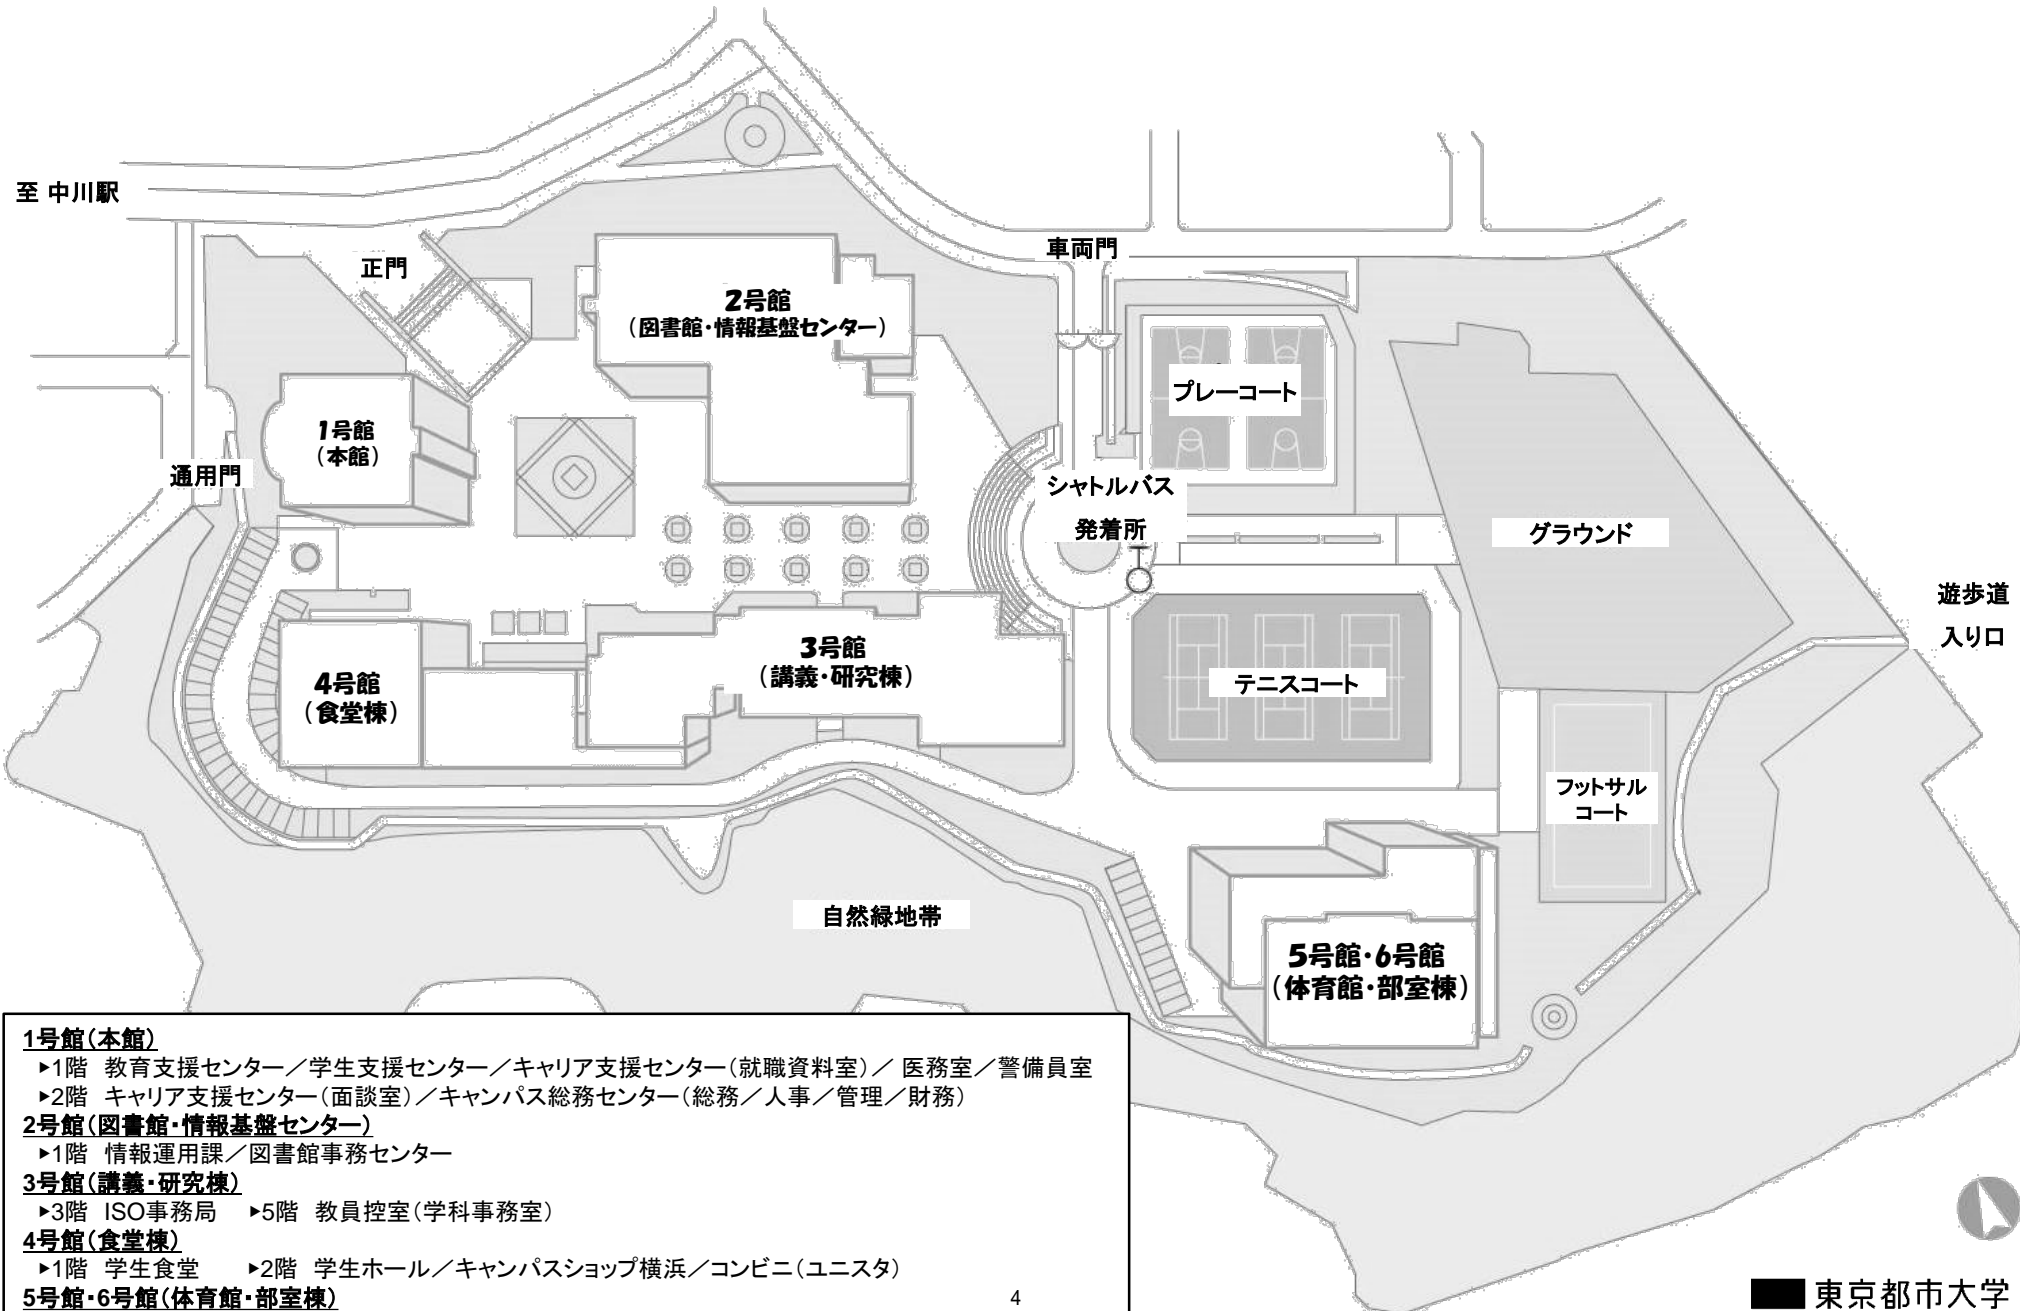 至 中川駅
正門
車両門
2号館
(図書館・情報基盤センター)
プレーコート
1号館
(本館)
通用門
シャトルバス
発着所
グラウンド
遊歩道
入り口
3号館
(講義・研究棟)
4号館
(食堂棟)
テニスコート
フットサル
コート
自然緑地帯
5号館・6号館
(体育館・部室棟)
1号館(本館)
▶1階 教育支援センター／学生支援センター／キャリア支援センター(就職資料室)／ 医務室／警備員室
▶2階 キャリア支援センター(面談室)／キャンパス総務センター(総務／人事／管理／財務)
2号館(図書館・情報基盤センター)
▶1階 情報運用課／図書館事務センター
3号館(講義・研究棟)
▶3階 ISO事務局 ▶5階 教員控室(学科事務室)
4号館(食堂棟)
▶1階 学生食堂 ▶2階 学生ホール／キャンパスショップ横浜／コンビニ(ユニスタ)
5号館・6号館(体育館・部室棟)
4
東京都市大学